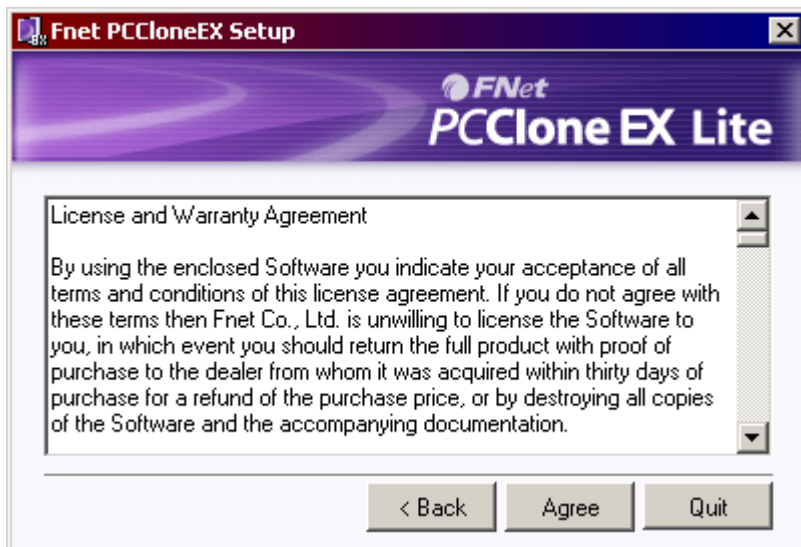 Fnet PCCloneEX Setup
FNet
PCClone EX Lite
License and Warranty Agreement
By using the enclosed Software you indicate your acceptance of all
terms and conditions of this license agreement. If you do not agree with
these terms then Fnet Co., Ltd. is unwilling to license the Software to
you, in which event you should return the full product with proof of
purchase to the dealer from whom it was acquired within thirty days of
purchase for a refund of the purchase price, or by destroying all copies
of the Software and the accompanying documentation.
< Back
Agree
Quit